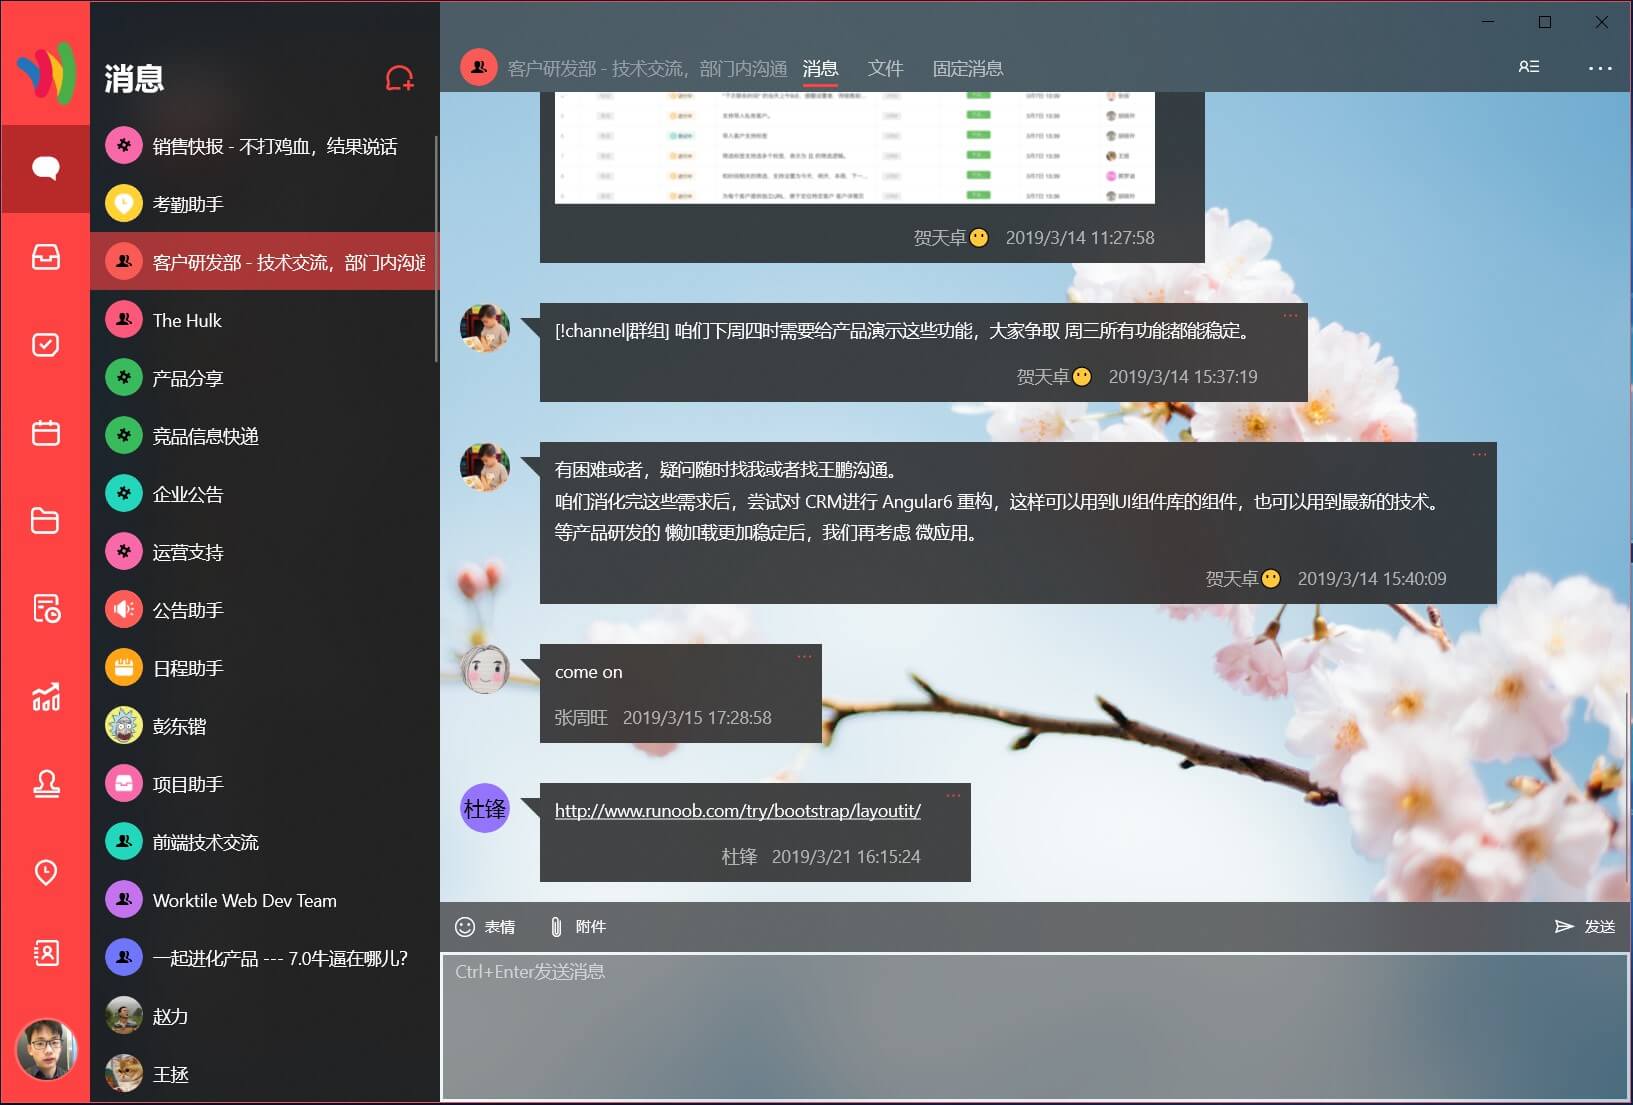 消息
销售快报 - 不打鸡血，结果说话
考勤助手
客户研发部 - 技术交流，部门内沟通
The Hulk
产品分享
竞品信息快递
企业公告
运营支持
公告助手
日程助手
彭东锴
项目助手
前端技术交流
Worktile Web Dev Team
一起进化产品 --- 7.0牛逼在哪儿?
赵力
王拯
客户研发部 - 技术交流，部门内沟通 消息 文件 固定消息
贺天卓 2019/3/14 11:27:58
[!channel|群组] 咱们下周四时需要给产品演示这些功能，大家争取 周三所有功能都能稳定。
贺天卓 2019/3/14 15:37:19
有困难或者，疑问随时找我或者找王鹏沟通。
咱们消化完这些需求后，尝试对 CRM进行 Angular6 重构，这样可以用到UI组件库的组件，也可以用到最新的技术。
等产品研发的 懒加载更加稳定后，我们再考虑 微应用。
贺天卓 2019/3/14 15:40:09
come on
张周旺 2019/3/15 17:28:58
杜锋
http://www.runoob.com/try/bootstrap/layoutit/
杜锋 2019/3/21 16:15:24
表情 附件 发送
Ctrl+Enter发送消息